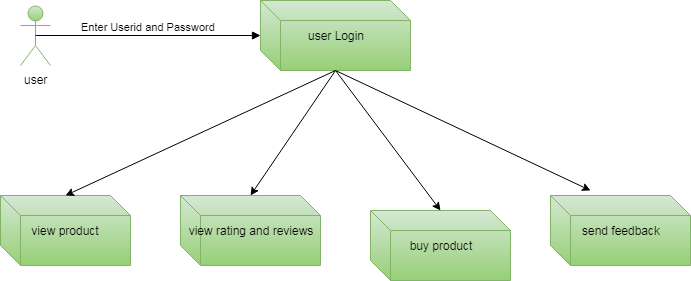 Enter Userid and Password
user Login
user
view product
view rating and reviews
buy product
send feedback